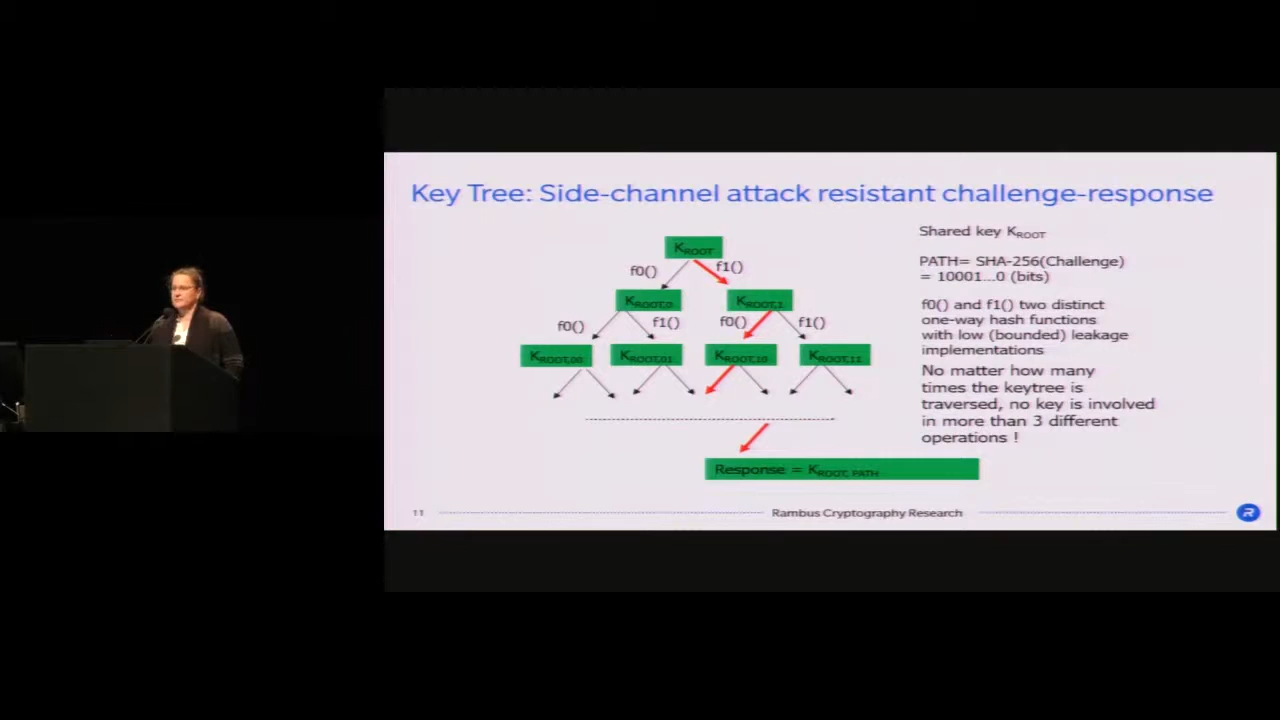 Key Tree: Side-channel attack resistant challenge-response
K_ROOT
f0() f1()
K_ROOT,0 K_ROOT,1
f0() f1() f0() f1()
K_ROOT,00 K_ROOT,01 K_ROOT,10 K_ROOT,11
Response = K_ROOT, PATH
Shared key K_ROOT
PATH= SHA-256(Challenge)
= 10001...0 (bits)
f0() and f1() two distinct
one-way hash functions
with low (bounded) leakage
implementations
No matter how many
times the keytree is
traversed, no key is involved
in more than 3 different
operations !
11
Rambus Cryptography Research
R